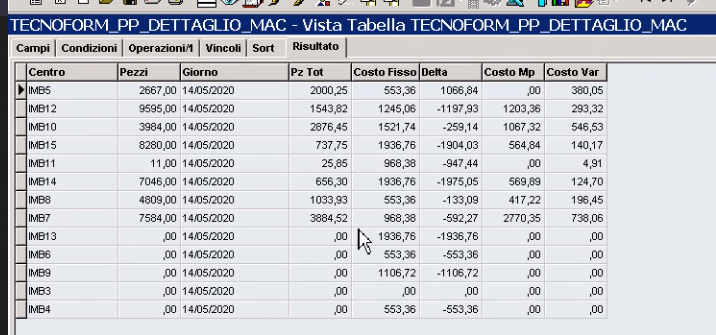 TECNOFORM_PP_DETTAGLIO_MAC - Vista Tabella TECNOFORM_PP_DETTAGLIO_MAC
Campi Condizioni Operazioni/1 Vincoli Sort Risultato
Centro Pezzi Giorno Pz Tot Costo Fisso Delta Costo Mp Costo Var
IMB5 2667,00 14/05/2020 2000,25 553,36 1066,84 ,00 380,05
IMB12 9595,00 14/05/2020 1543,82 1245,06 -1197,93 1203,36 293,32
IMB10 3984,00 14/05/2020 2876,45 1521,74 -259,14 1067,32 546,53
IMB15 8280,00 14/05/2020 737,75 1936,76 -1904,03 564,84 140,17
IMB11 11,00 14/05/2020 25,85 968,38 -947,44 ,00 4,91
IMB14 7046,00 14/05/2020 656,30 1936,76 -1975,05 569,89 124,70
IMB8 4809,00 14/05/2020 1033,93 553,36 -133,09 417,22 196,45
IMB7 7584,00 14/05/2020 3884,52 968,38 -592,27 2770,35 738,06
IMB13 ,00 14/05/2020 ,00 1936,76 -1936,76 ,00 ,00
IMB6 ,00 14/05/2020 ,00 553,36 -553,36 ,00 ,00
IMB9 ,00 14/05/2020 ,00 1106,72 -1106,72 ,00 ,00
IMB3 ,00 14/05/2020 ,00 ,00 ,00 ,00 ,00
IMB4 ,00 14/05/2020 ,00 553,36 -553,36 ,00 ,00